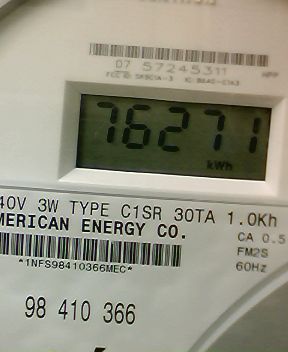 07 57245311 HPP
76271
kWh
40V 3W TYPE C1SR 30TA 1.0Kh
MERICAN ENERGY CO.
CA 0.5
FM2S
*1NFS98410366MEC*
60Hz
98 410 366